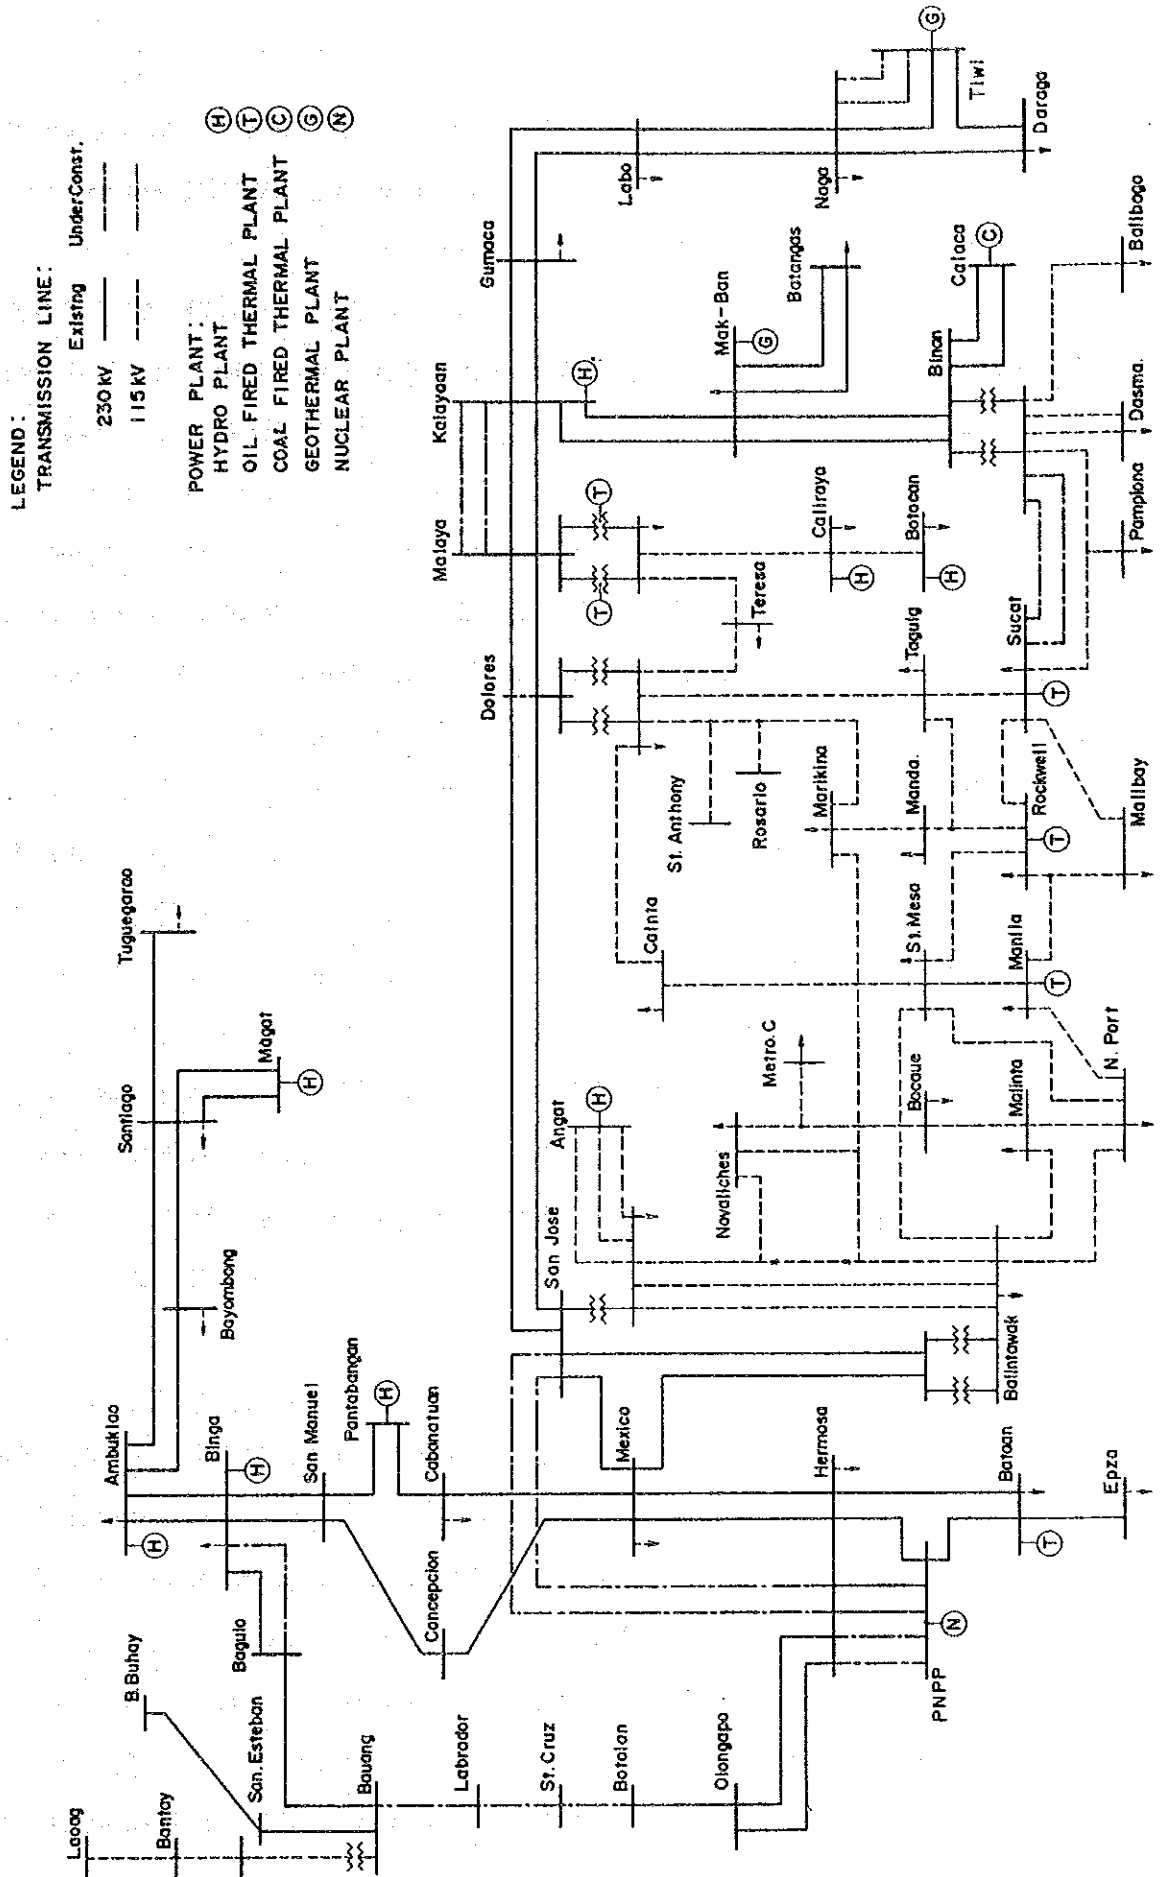 LEGEND:
TRANSMISSION LINE:
Existng UnderConst.
230 KV
115 KV
POWER PLANT:
HYDRO PLANT H
OIL FIRED THERMAL PLANT T
COAL FIRED THERMAL PLANT C
GEOTHERMAL PLANT G
NUCLEAR PLANT N
Laoag
Bantay
B. Buhay
San. Esteban
Bauang
Labrador
St. Cruz
Botolan
Olongapo
Baguio
Ambuklao
H
Binga
H
San Manuel
Pantabangan
H
Cabanatuan
Concepcion
Mexico
Hermosa
PNPP
N
Bataan
T
Epza
Bayombong
Santiago
Magat
H
Tuguegarao
San Jose
Angat
H
Novaliches
Metro. C
Bocaue
Malinta
Balintawak
N. Port
Cainta
St. Mesa
Manila
T
St. Anthony
Rosario
Marikina
Manda.
Rockwell
T
Malibay
Dolores
Teresa
Taguig
Sucat
T
Malaya
T
T
Caliraya
H
Botocan
H
Pamplona
Kalayaan
H
Mak-Ban
G
Batangas
Binan
Calaca
C
Dasma.
Balibago
Gumaca
Labo
Naga
Tiwi
G
Daraga